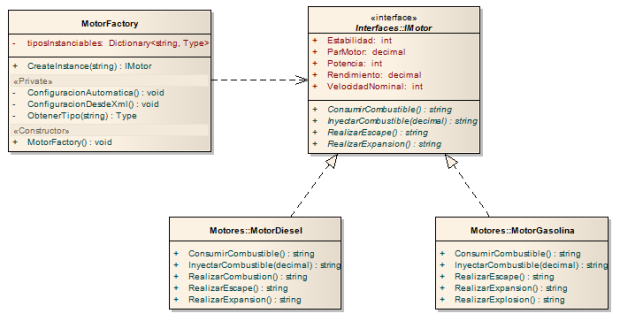 MotorFactory
- tiposInstanciables: Dictionary<string, Type>
+ CreateInstance(string) : IMotor
«Private»
- ConfiguracionAutomatica() : void
- ConfiguracionDesdeXml() : void
- ObtenerTipo(string) : Type
«Constructor»
+ MotorFactory() : void
«interface»
Interfaces::IMotor
+ Estabilidad: int
+ ParMotor: decimal
+ Potencia: int
+ Rendimiento: decimal
+ VelocidadNominal: int
+ ConsumirCombustible() : string
+ InyectarCombustible(decimal) : string
+ RealizarEscape() : string
+ RealizarExpansion() : string
Motores::MotorDiesel
+ ConsumirCombustible() : string
+ InyectarCombustible(decimal) : string
+ RealizarCombustion() : string
+ RealizarEscape() : string
+ RealizarExpansion() : string
Motores::MotorGasolina
+ ConsumirCombustible() : string
+ InyectarCombustible(decimal) : string
+ RealizarEscape() : string
+ RealizarExpansion() : string
+ RealizarExplosion() : string